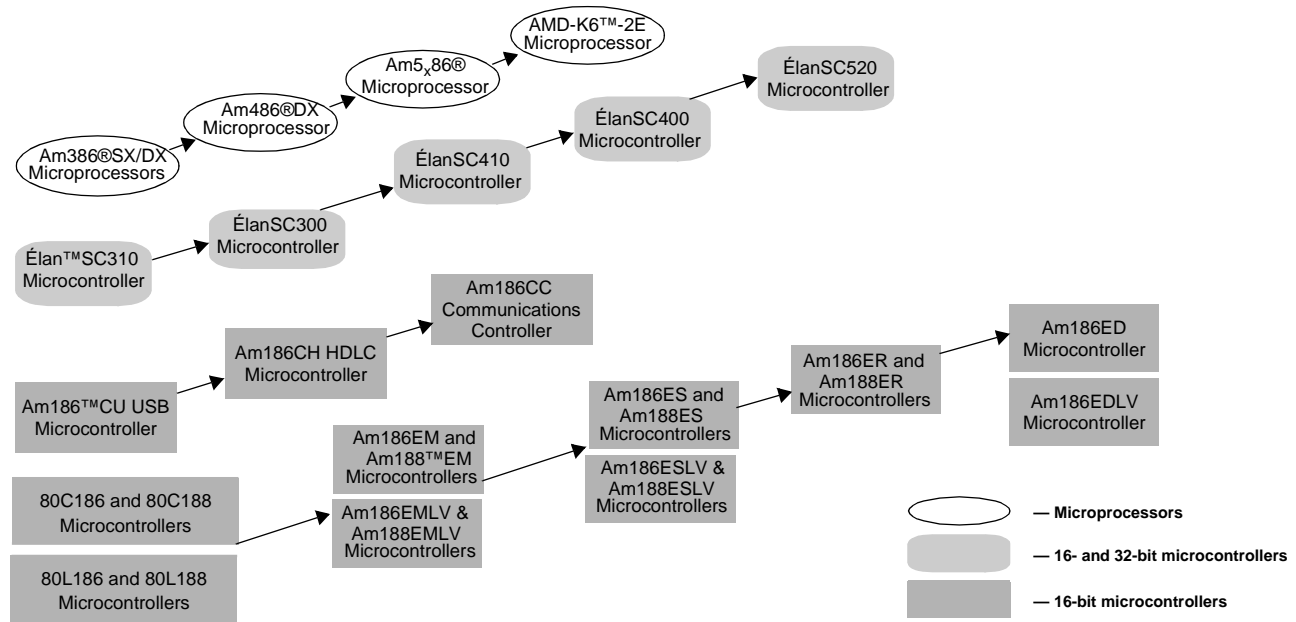 AMD-K6™-2E
Microprocessor
Am5x86®
Microprocessor
Am486®DX
Microprocessor
Am386®SX/DX
Microprocessors
ÉlanSC520
Microcontroller
ÉlanSC400
Microcontroller
ÉlanSC410
Microcontroller
ÉlanSC300
Microcontroller
Élan™SC310
Microcontroller
Am186CC
Communications
Controller
Am186CH HDLC
Microcontroller
Am186™CU USB
Microcontroller
Am186ED
Microcontroller
Am186EDLV
Microcontroller
Am186ER and
Am188ER
Microcontrollers
Am186ES and
Am188ES
Microcontrollers
Am186ESLV &
Am188ESLV
Microcontrollers
Am186EM and
Am188™EM
Microcontrollers
Am186EMLV &
Am188EMLV
Microcontrollers
80C186 and 80C188
Microcontrollers
80L186 and 80L188
Microcontrollers
— Microprocessors
— 16- and 32-bit microcontrollers
— 16-bit microcontrollers